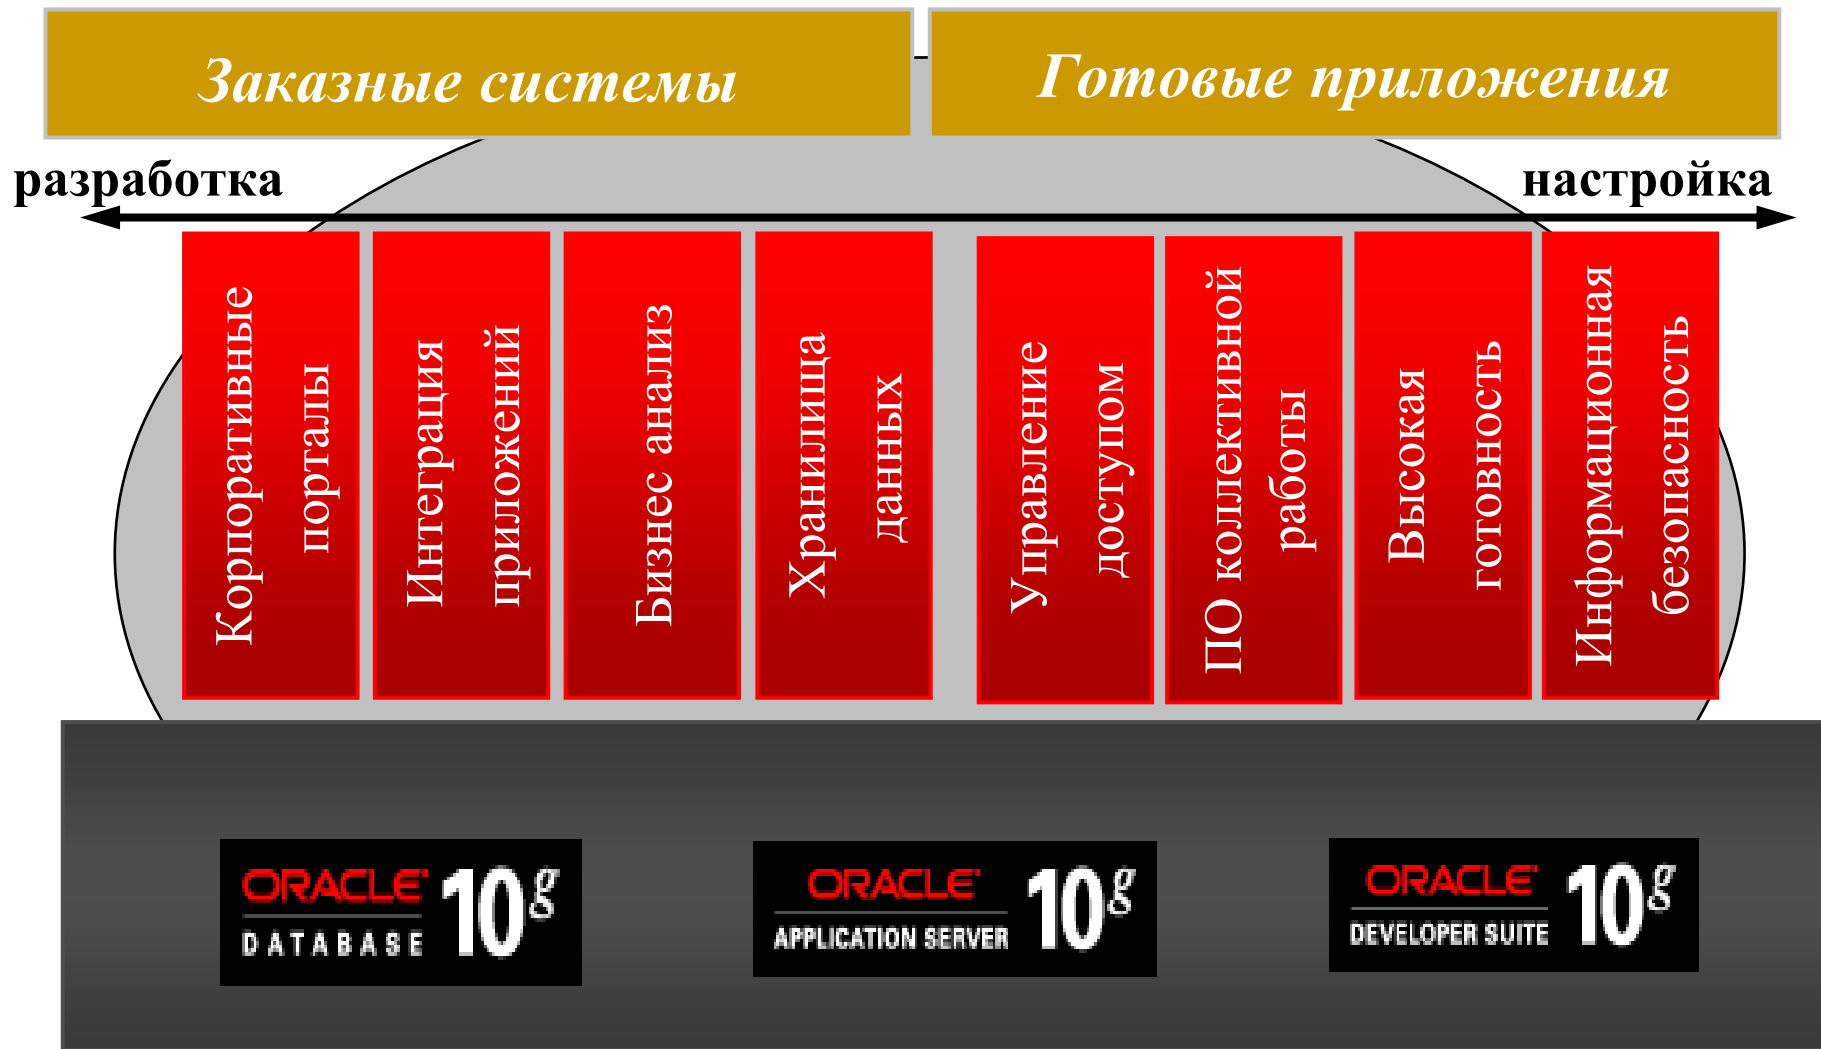 Заказные системы
Готовые приложения
разработка
настройка
Корпоративные
порталы
Интеграция
приложений
Бизнес анализ
Хранилища
данных
Управление
доступом
ПО коллективной
работы
Высокая
готовность
Информационная
безопасность
ORACLE 10g
DATABASE
ORACLE 10g
APPLICATION SERVER
ORACLE 10g
DEVELOPER SUITE